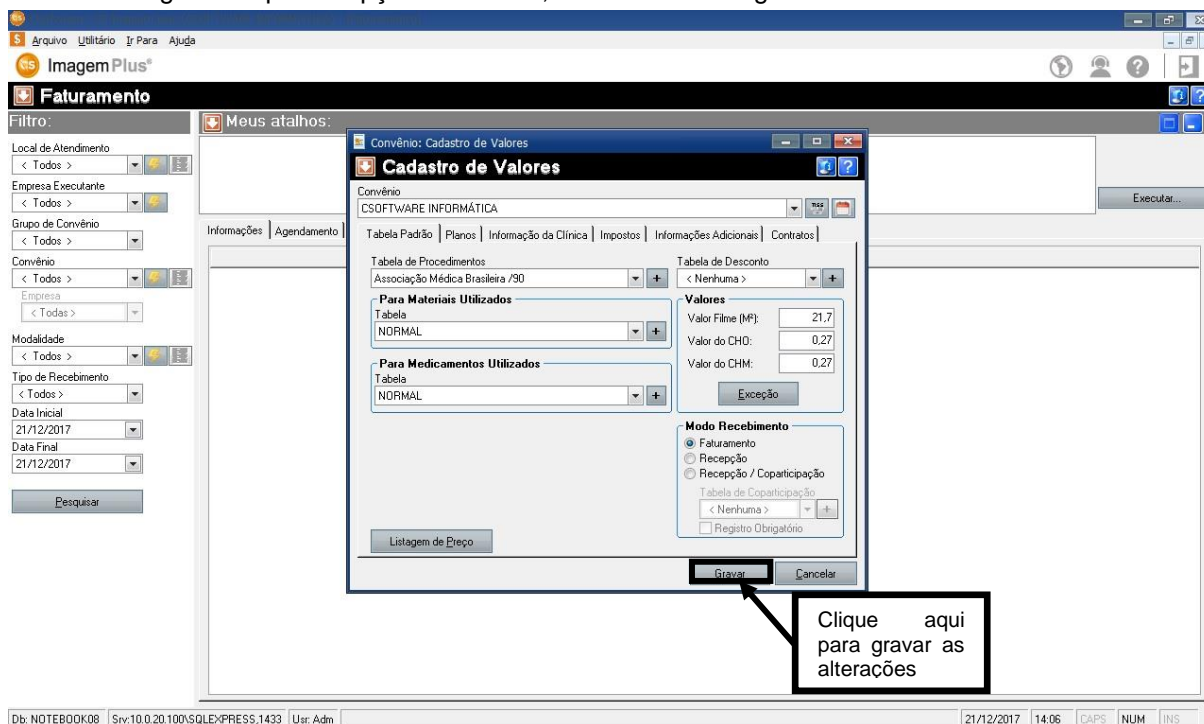 Arquivo Utilitário Ir Para Ajuda
ImagemPlus®
Faturamento
Filtro:
Meus atalhos:
Local de Atendimento
< Todos >
Empresa Executante
< Todos >
Grupo de Convênio
< Todos >
Convênio
< Todos >
Empresa
< Todas >
Modalidade
< Todos >
Tipo de Recebimento
< Todos >
Data Inicial
21/12/2017
Data Final
21/12/2017
Pesquisar
Executar...
Informações Agendamento
Convênio: Cadastro de Valores
Cadastro de Valores
Convênio
CSOFTWARE INFORMÁTICA
Tabela Padrão Planos Informação da Clínica Impostos Informações Adicionais Contratos
Tabela de Procedimentos
Associação Médica Brasileira /90
Para Materiais Utilizados
Tabela
NORMAL
Para Medicamentos Utilizados
Tabela
NORMAL
Tabela de Desconto
< Nenhuma >
Valores
Valor Filme (M²): 21,7
Valor do CHO: 0,27
Valor do CHM: 0,27
Exceção
Modo Recebimento
Faturamento
Recepção
Recepção / Coparticipação
Tabela de Coparticipação
< Nenhuma >
Registro Obrigatório
Listagem de Preço
Gravar Cancelar
Clique aqui
para gravar as
alterações
Db: NOTEBOOK08 Srv:10.0.20.100\SQLEXPRESS,1433 Usr: Adm 21/12/2017 14:06 CAPS NUM INS